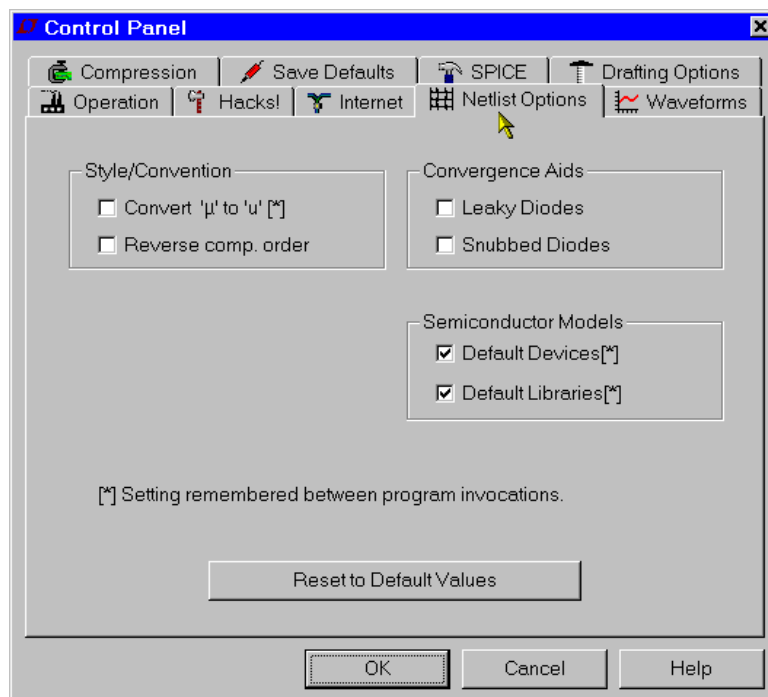 Control Panel
Compression
Save Defaults
SPICE
Drafting Options
Operation
Hacks!
Internet
Netlist Options
Waveforms
Style/Convention
Convert 'µ' to 'u' [*]
Reverse comp. order
Convergence Aids
Leaky Diodes
Snubbed Diodes
Semiconductor Models
Default Devices[*]
Default Libraries[*]
[*] Setting remembered between program invocations.
Reset to Default Values
OK
Cancel
Help